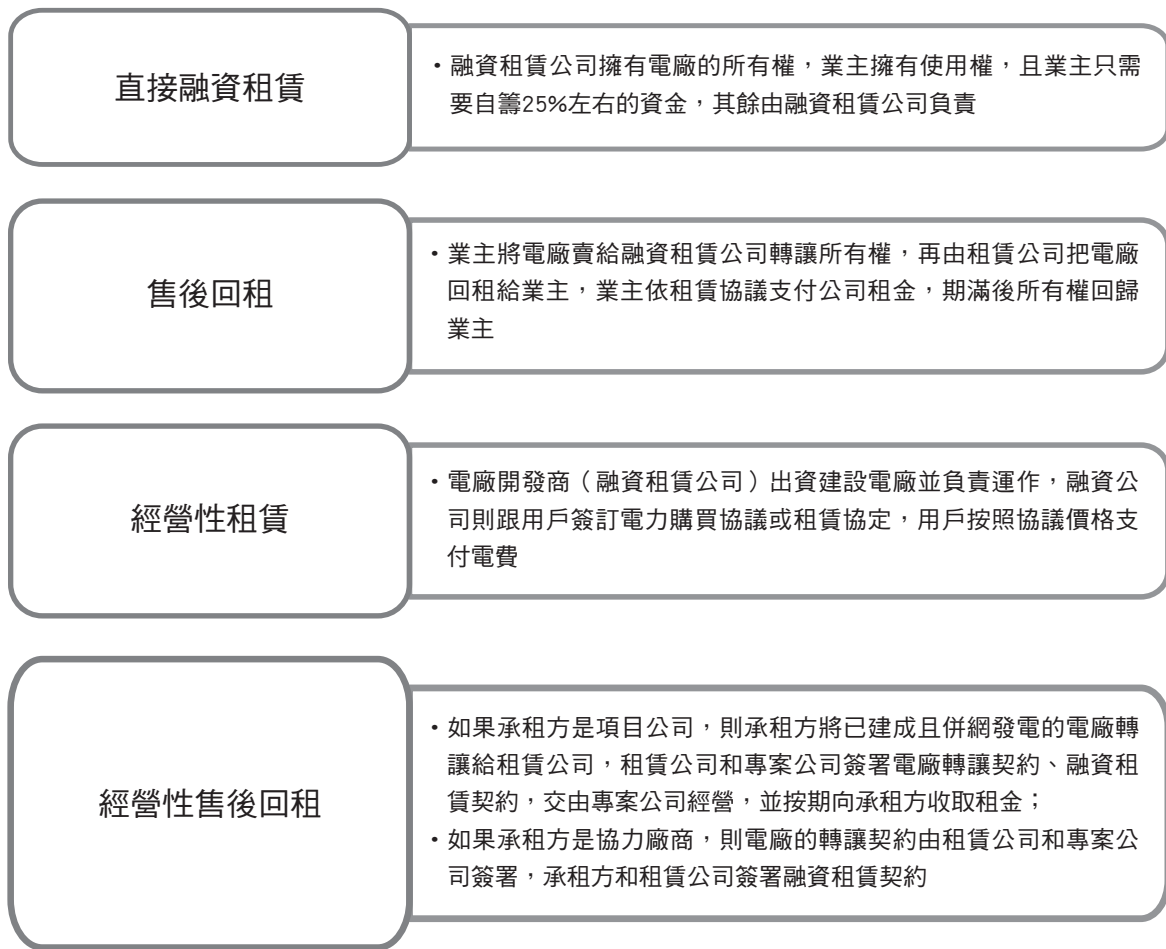 直接融資租賃
•融資租賃公司擁有電廠的所有權，業主擁有使用權，且業主只需
要自籌25%左右的資金，其餘由融資租賃公司負責
售後回租
•業主將電廠賣給融資租賃公司轉讓所有權，再由租賃公司把電廠
回租給業主，業主依租賃協議支付公司租金，期滿後所有權回歸
業主
經營性租賃
•電廠開發商（融資租賃公司）出資建設電廠並負責運作，融資公
司則跟用戶簽訂電力購買協議或租賃協定，用戶按照協議價格支
付電費
經營性售後回租
•如果承租方是項目公司，則承租方將已建成且併網發電的電廠轉
讓給租賃公司，租賃公司和專案公司簽署電廠轉讓契約、融資租
賃契約，交由專案公司經營，並按期向承租方收取租金；
•如果承租方是協力廠商，則電廠的轉讓契約由租賃公司和專案公
司簽署，承租方和租賃公司簽署融資租賃契約